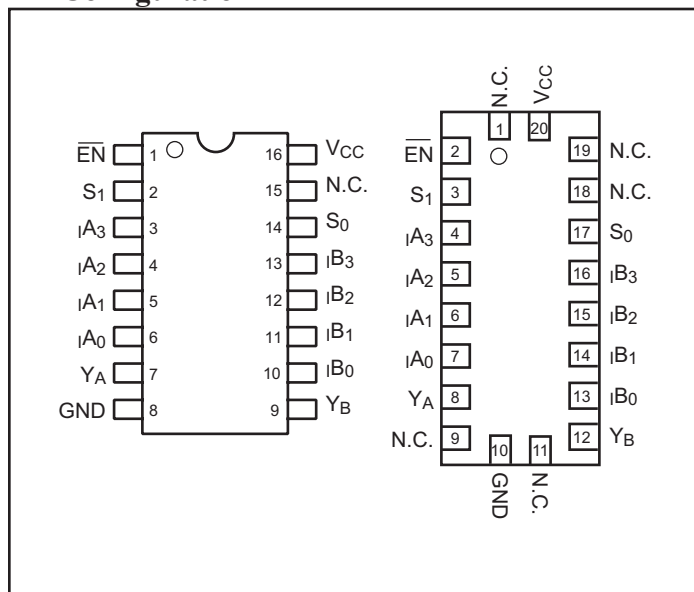 EN 1 16 VCC
S1 2 15 N.C.
IA3 3 14 S0
IA2 4 13 IB3
IA1 5 12 IB2
IA0 6 11 IB1
YA 7 10 IB0
GND 8 9 YB
N.C. VCC
1 20
EN 2 19 N.C.
S1 3 18 N.C.
IA3 4 17 S0
IA2 5 16 IB3
IA1 6 15 IB2
IA0 7 14 IB1
YA 8 13 IB0
N.C. 9 12 YB
10 11
GND N.C.